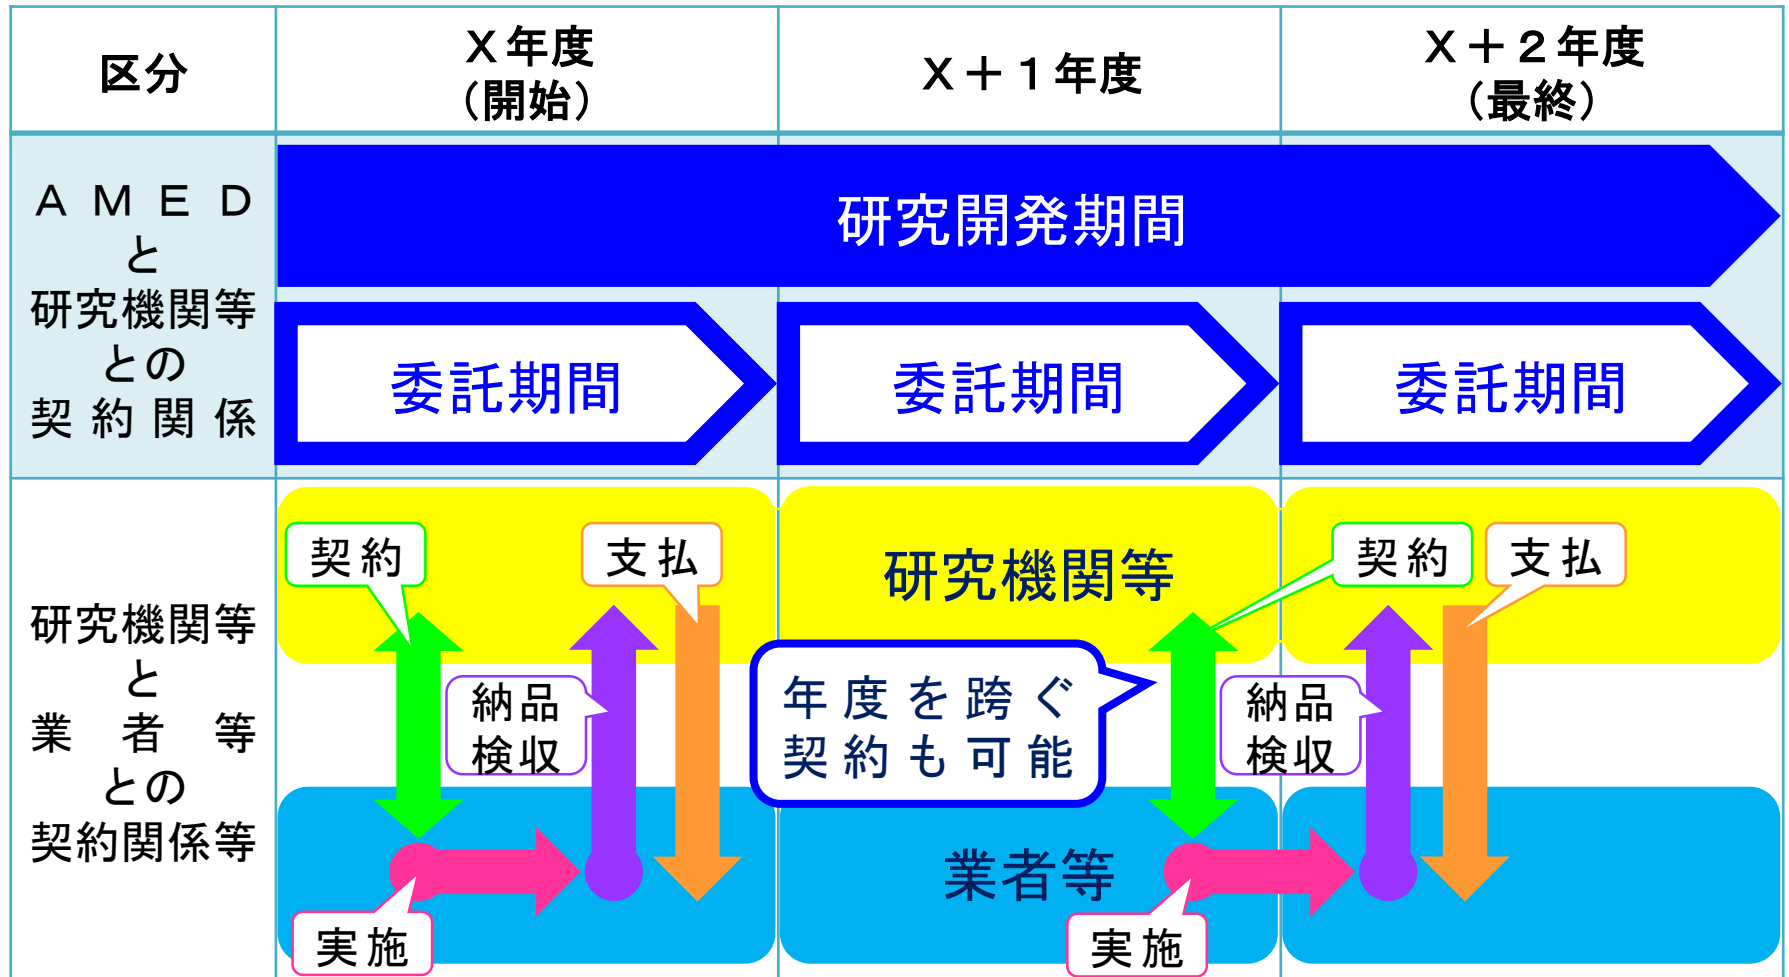 区分
Ｘ年度
（開始）
Ｘ＋１年度
Ｘ＋２年度
（最終）
ＡＭＥＤ
と
研究機関等
との
契約関係
研究開発期間
委託期間
委託期間
委託期間
研究機関等
と
業者等
との
契約関係等
契約
支払
納品
検収
実施
研究機関等
年度を跨ぐ
契約も可能
業者等
契約
支払
納品
検収
実施